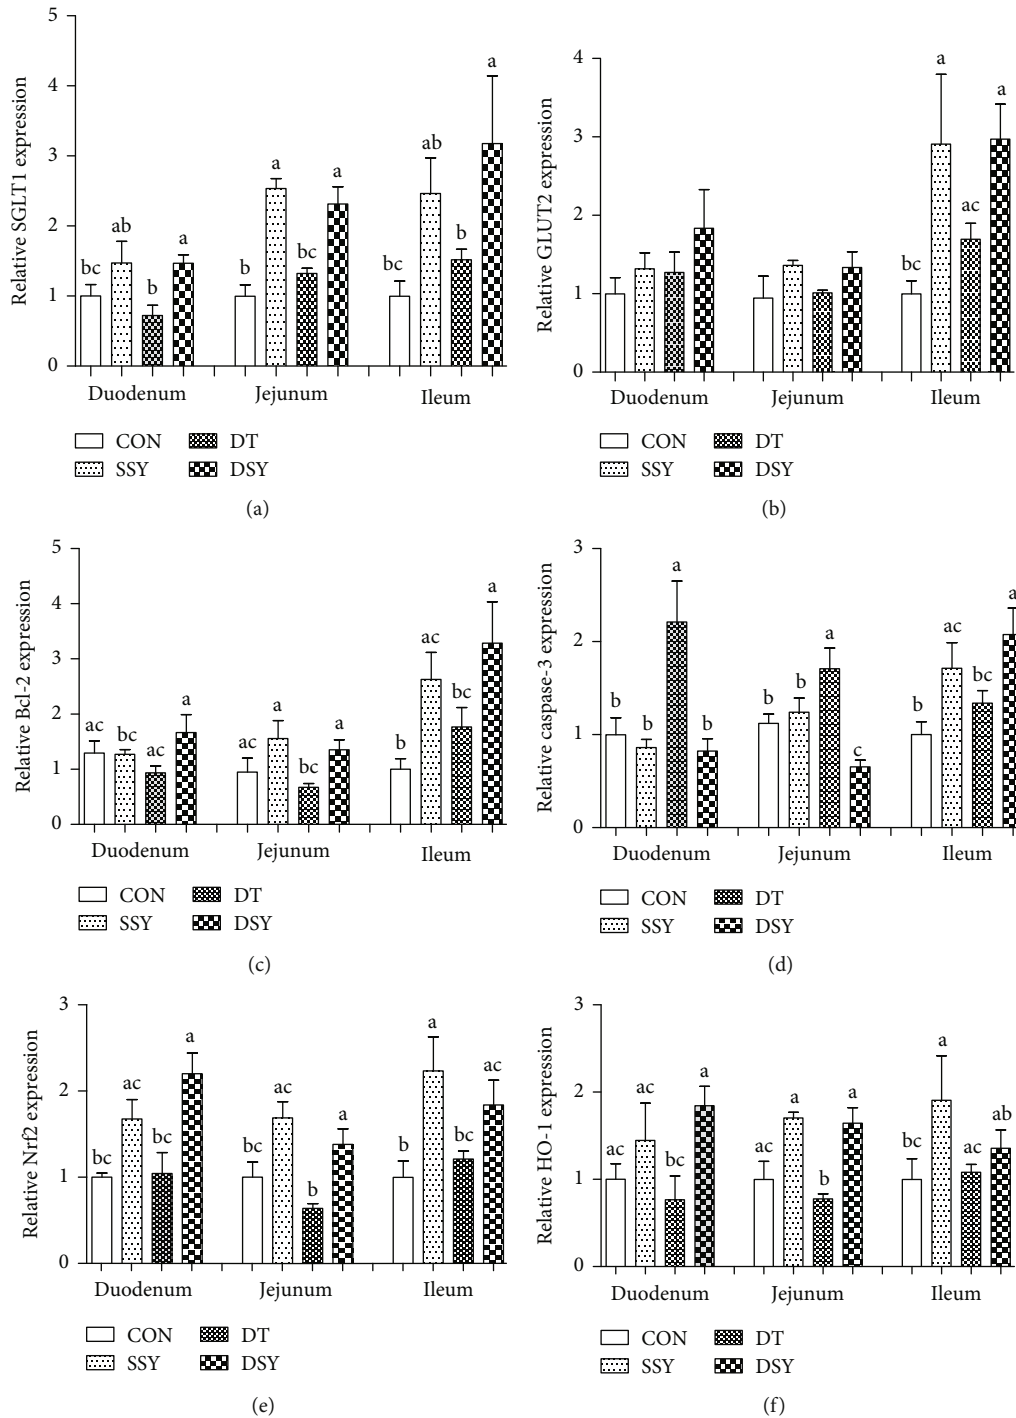 Relative SGLT1 expression
5
4
3
2
1
0
bc ab b a
b a bc a
bc ab b a
Duodenum Jejunum Ileum
CON DT
SSY DSY
(a)
Relative GLUT2 expression
4
3
2
1
0
bc a ac a
Duodenum Jejunum Ileum
CON DT
SSY DSY
(b)
Relative Bcl-2 expression
5
4
3
2
1
0
ac bc ac a
ac a bc a
b ac bc a
Duodenum Jejunum Ileum
CON DT
SSY DSY
(c)
Relative caspase-3 expression
3
2
1
0
b b a b
b b a c
b ac bc a
Duodenum Jejunum Ileum
CON DT
SSY DSY
(d)
Relative Nrf2 expression
3
2
1
0
bc ac bc a
bc ac b a
b a bc ac
Duodenum Jejunum Ileum
CON DT
SSY DSY
(e)
Relative HO-1 expression
3
2
1
0
ac ac bc a
ac a b a
bc a ac ab
Duodenum Jejunum Ileum
CON DT
SSY DSY
(f)